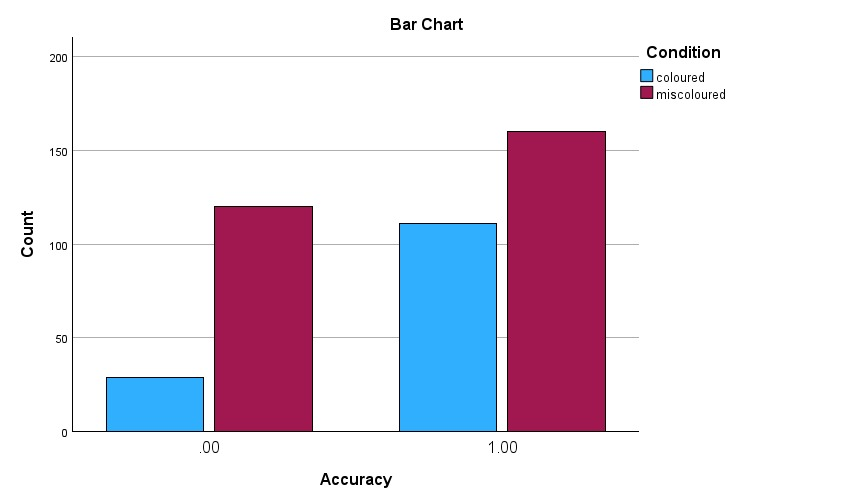 Bar Chart
Condition
coloured
miscoloured
200
150
100
50
0
Count
.00
1.00
Accuracy